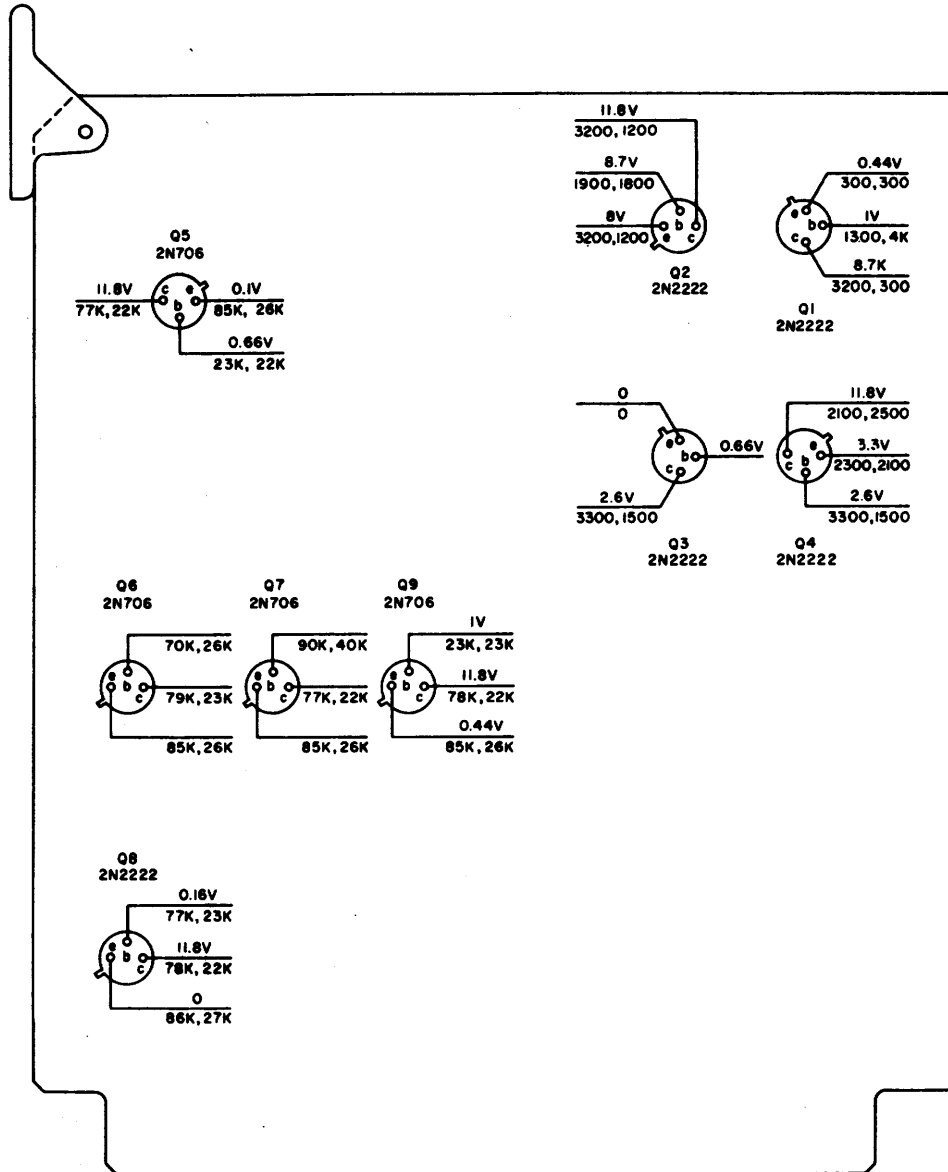 11.8V
3200, 1200
8.7V
1900, 1800
8V
3200, 1200
b
e
c
Q2
2N2222
0.44V
300, 300
1V
1300, 4K
8.7K
3200, 300
e
b
c
Q1
2N2222
Q5
2N706
11.8V
77K, 22K
c
e
b
0.1V
85K, 26K
0.66V
23K, 22K
0
0
e
b
c
0.66V
2.6V
3300, 1500
Q3
2N2222
11.8V
2100, 2500
3.3V
2300, 2100
2.6V
3300, 1500
e
b
c
Q4
2N2222
Q6
2N706
70K, 26K
e
b
c
79K, 23K
85K, 26K
Q7
2N706
90K, 40K
e
b
c
77K, 22K
85K, 26K
Q9
2N706
1V
23K, 23K
e
b
c
11.8V
78K, 22K
0.44V
85K, 26K
Q8
2N2222
0.16V
77K, 23K
e
b
c
11.8V
78K, 22K
0
86K, 27K